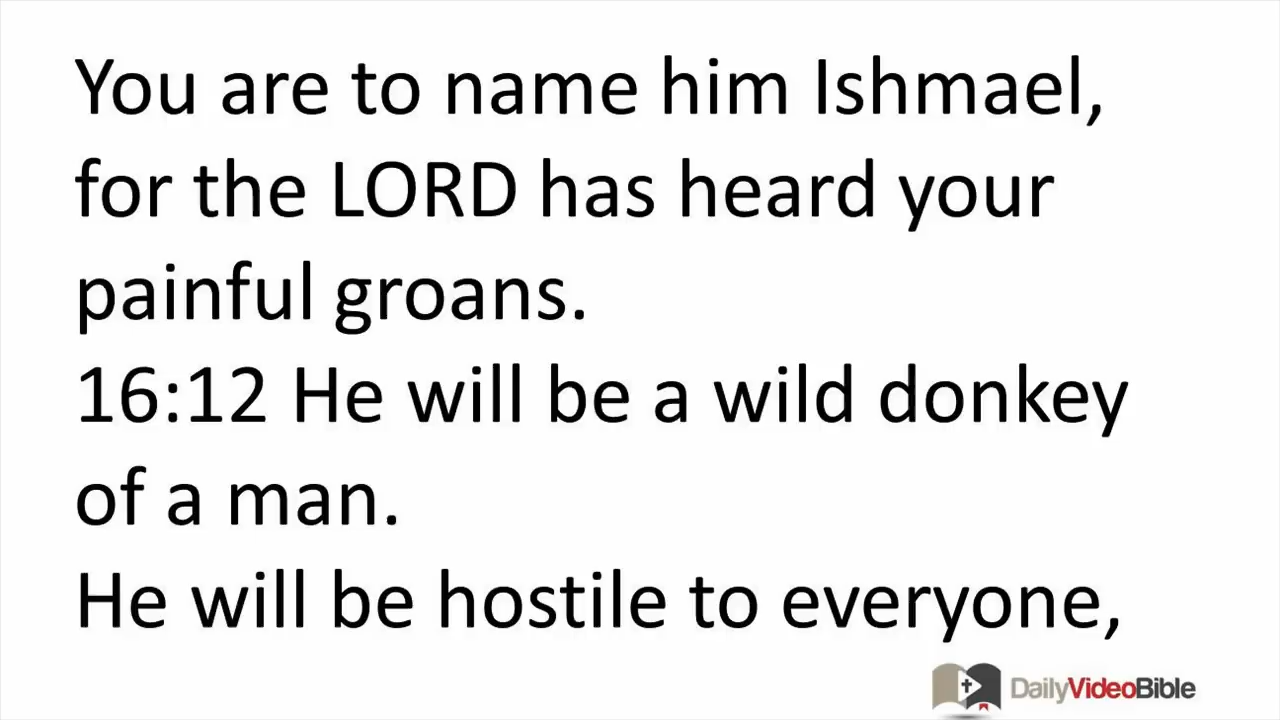 You are to name him Ishmael,
for the LORD has heard your
painful groans.
16:12 He will be a wild donkey
of a man.
He will be hostile to everyone,
DailyVideoBible